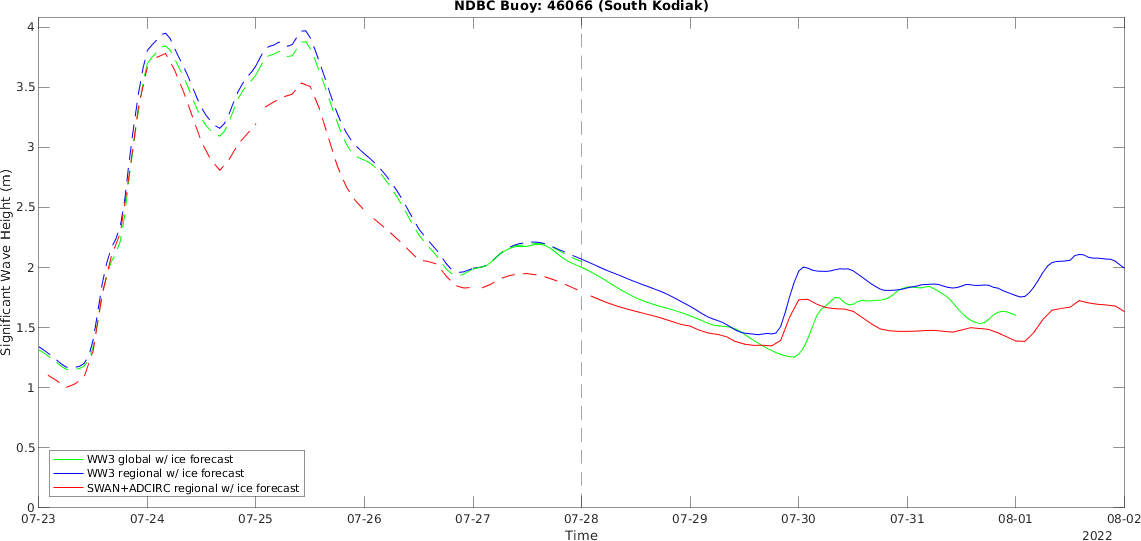 NDBC Buoy: 46066 (South Kodiak)
Significant Wave Height (m)
4
3.5
3
2.5
2
1.5
1
0.5
0
WW3 global w/ ice forecast
WW3 regional w/ ice forecast
SWAN+ADCIRC regional w/ ice forecast
07-23 07-24 07-25 07-26 07-27 07-28 07-29 07-30 07-31 08-01 08-02
Time
2022